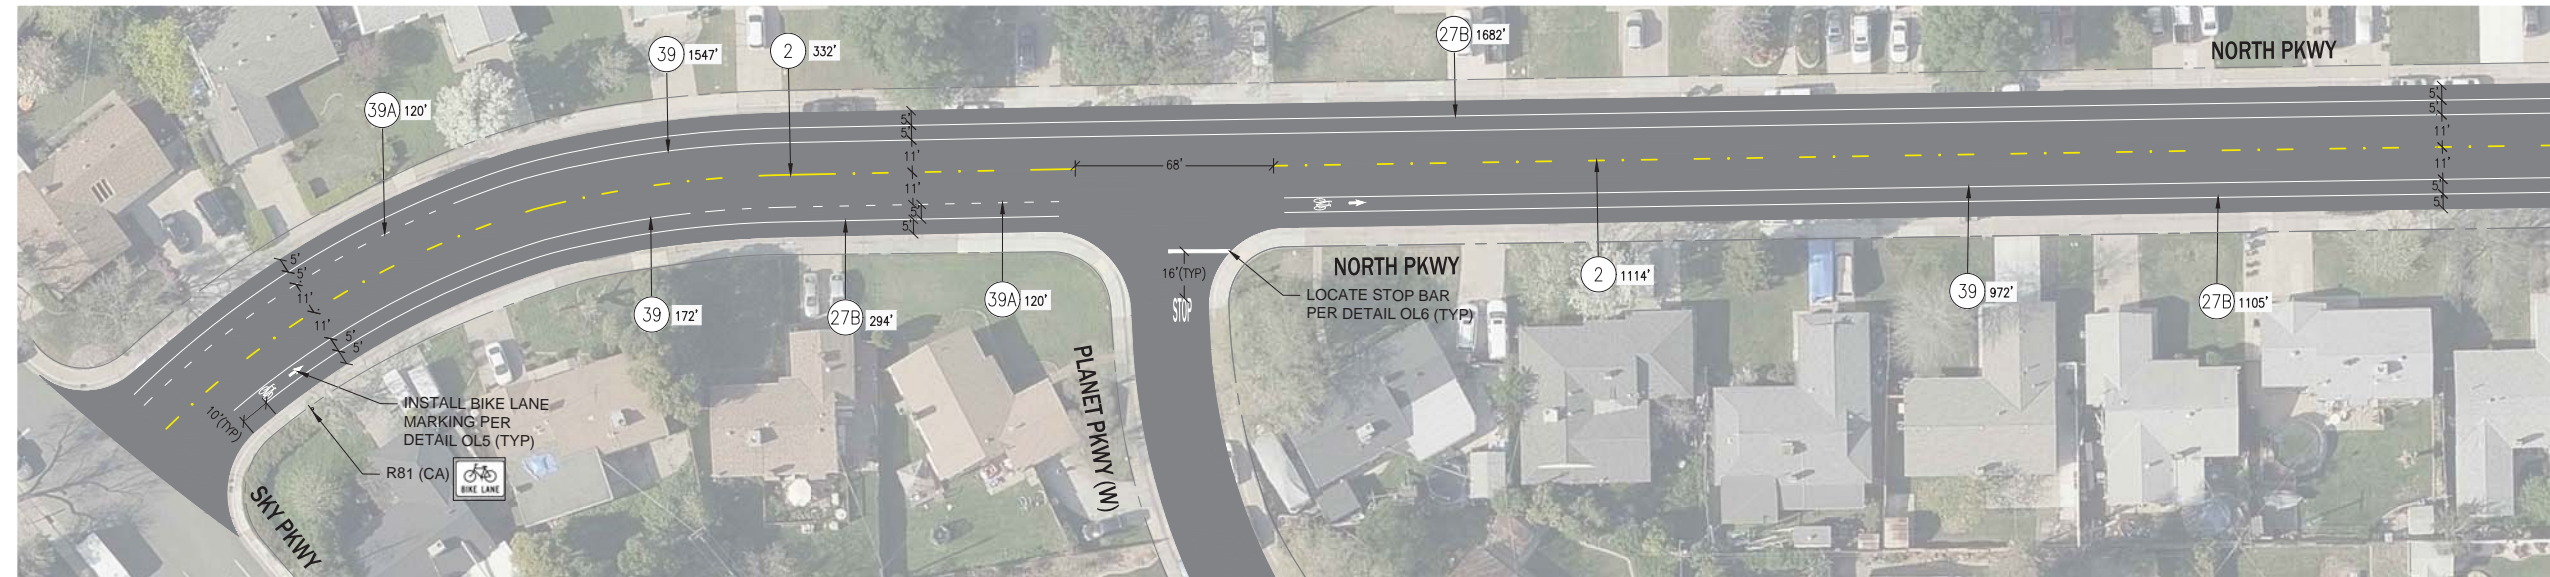 39 1547'
2 332'
27B 1682'
NORTH PKWY
39A 120'
5'
5'
11'
11'
5'
5'
68'
5'
5'
11'
11'
5'
5'
5'
5'
11'
11'
5'
5'
10'(TYP)
INSTALL BIKE LANE
MARKING PER
DETAIL OL5 (TYP)
R81 (CA)
BIKE LANE
39 172'
27B 294'
39A 120'
16'(TYP)
STOP
NORTH PKWY
LOCATE STOP BAR
PER DETAIL OL6 (TYP)
2 1114'
39 972'
27B 1105'
SKY PKWY
PLANET PKWY (W)